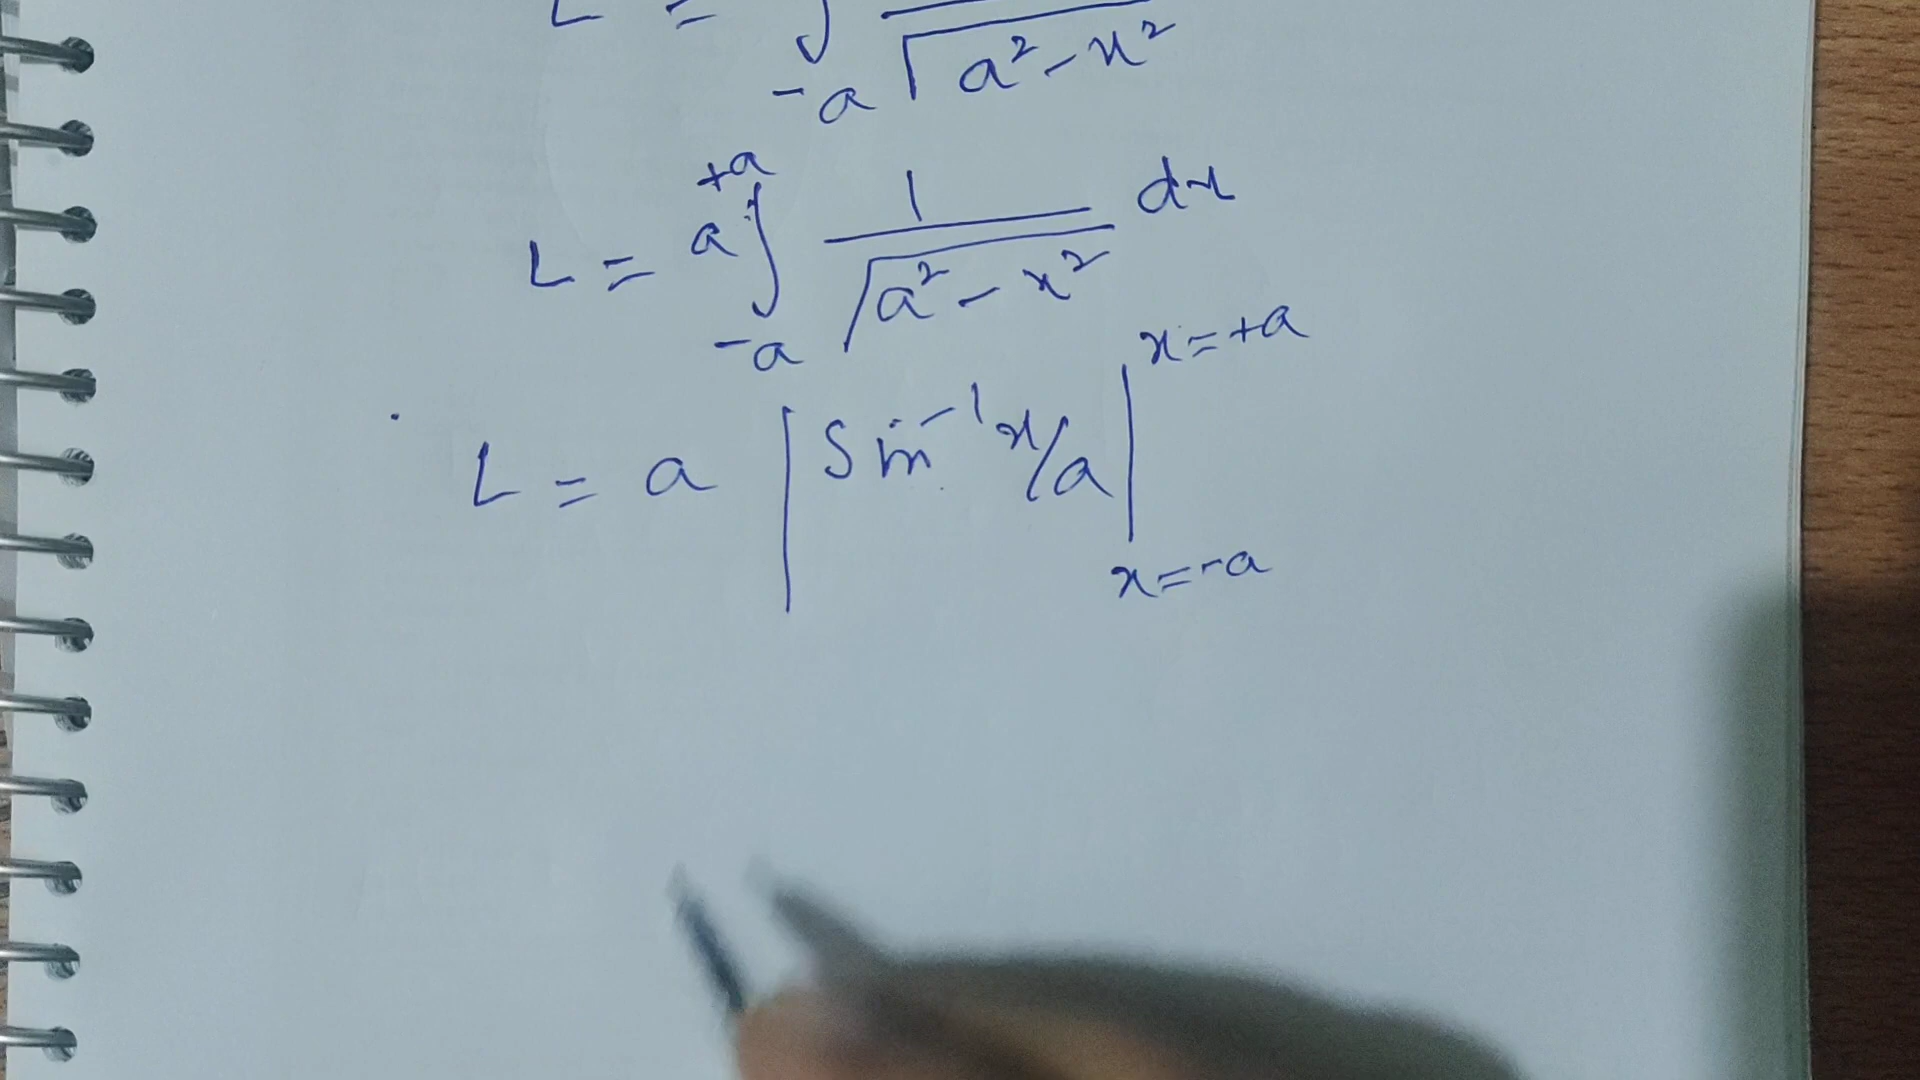 L = ∫_{-a} / √(a² - x²)
L = a ∫_{-a}^{+a} 1/√(a² - x²) dx
L = a | Sin⁻¹ x/a |_{x=-a}^{x=+a}